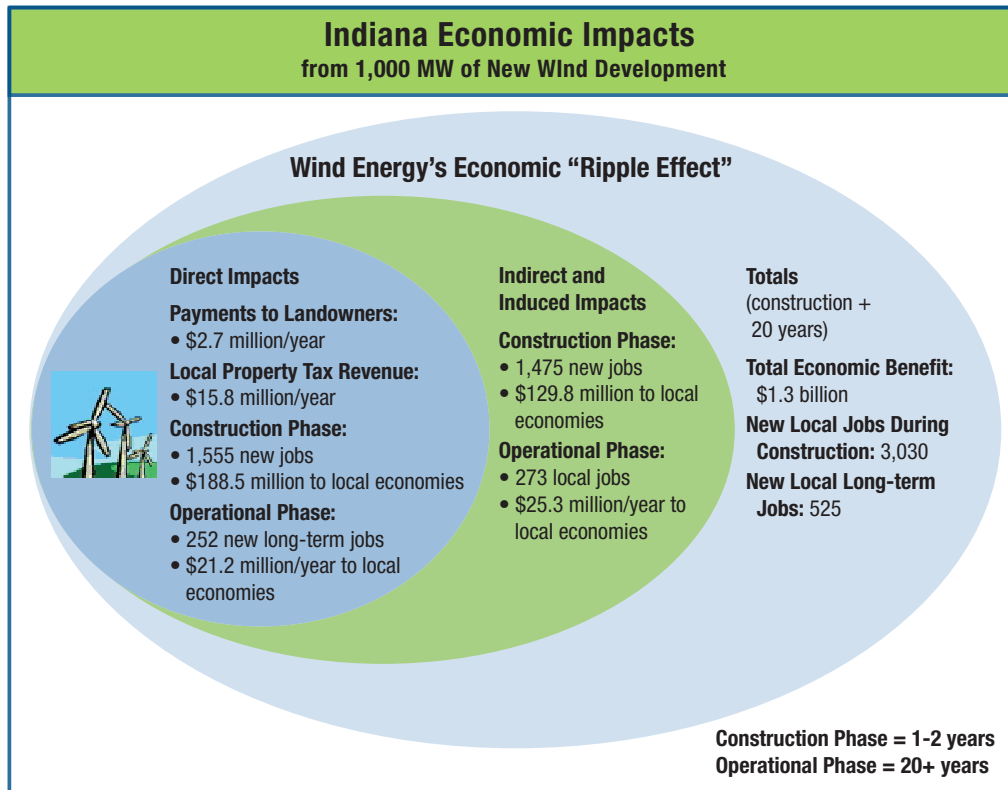 Indiana Economic Impacts
from 1,000 MW of New WInd Development
Wind Energy’s Economic “Ripple Effect”
Direct Impacts
Payments to Landowners:
• $2.7 million/year
Local Property Tax Revenue:
• $15.8 million/year
Construction Phase:
• 1,555 new jobs
• $188.5 million to local economies
Operational Phase:
• 252 new long-term jobs
• $21.2 million/year to local
economies
Indirect and
Induced Impacts
Construction Phase:
• 1,475 new jobs
• $129.8 million to local
economies
Operational Phase:
• 273 local jobs
• $25.3 million/year to
local economies
Totals
(construction +
20 years)
Total Economic Benefit:
$1.3 billion
New Local Jobs During
Construction: 3,030
New Local Long-term
Jobs: 525
Construction Phase = 1-2 years
Operational Phase = 20+ years